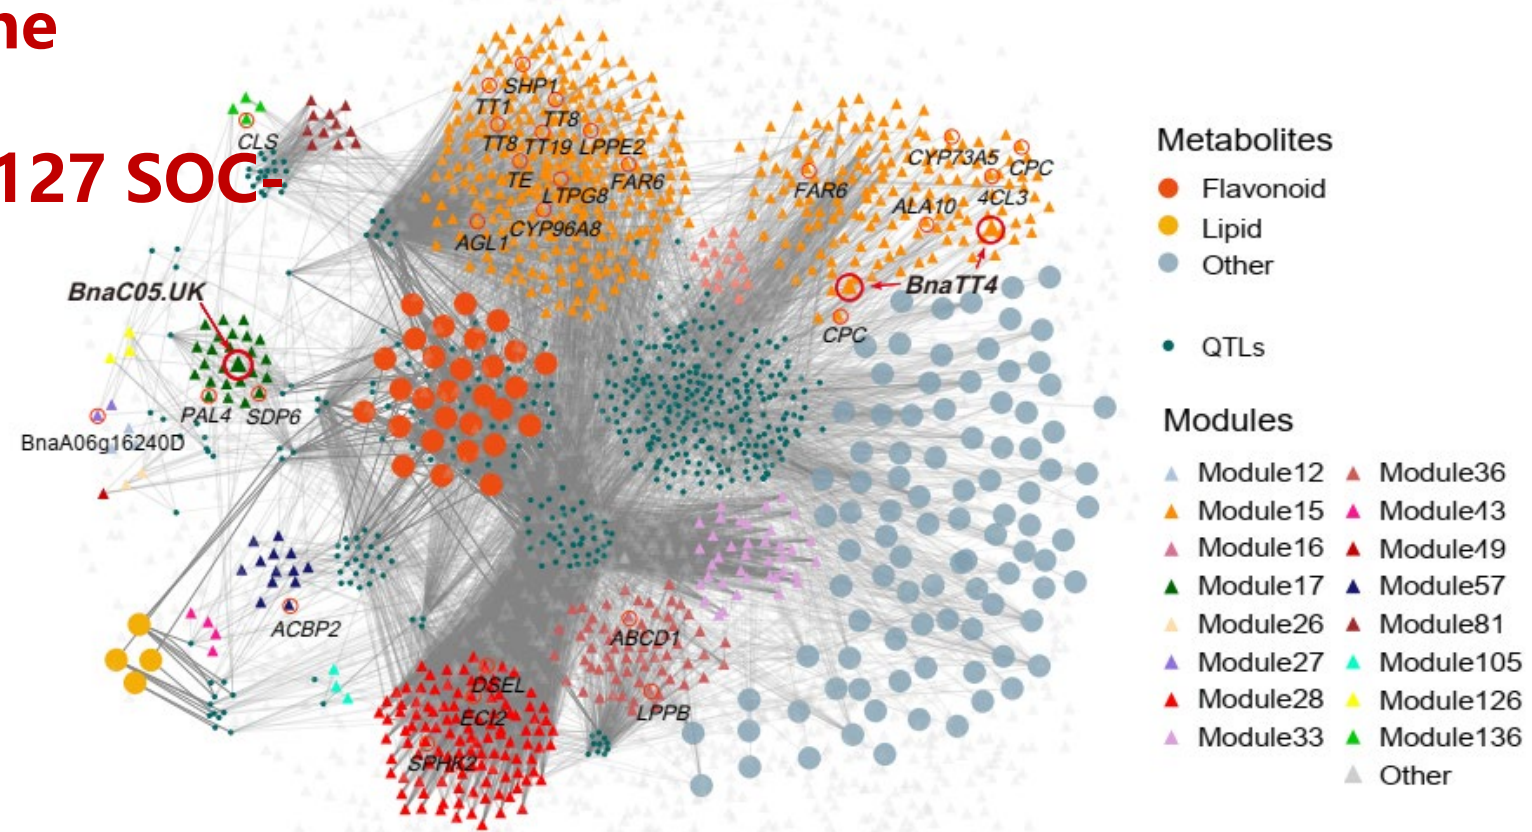 ne
127 SOC-
SHP1
TT1
TT8
TT8 TT19 LPPE2
TE
FAR6
LTPG8
CYP96A8
AGL1
CLS
CYP73A5
CPC
FAR6
4CL3
ALA10
BnaTT4
CPC
BnaC05.UK
PAL4 SDP6
BnaA06g16240D
ACBP2
ABCD1
DSEL
ECI2
LPPB
SPHK2
Metabolites
Flavonoid
Lipid
Other
QTLs
Modules
Module12 Module36
Module15 Module43
Module16 Module49
Module17 Module57
Module26 Module81
Module27 Module105
Module28 Module126
Module33 Module136
Other